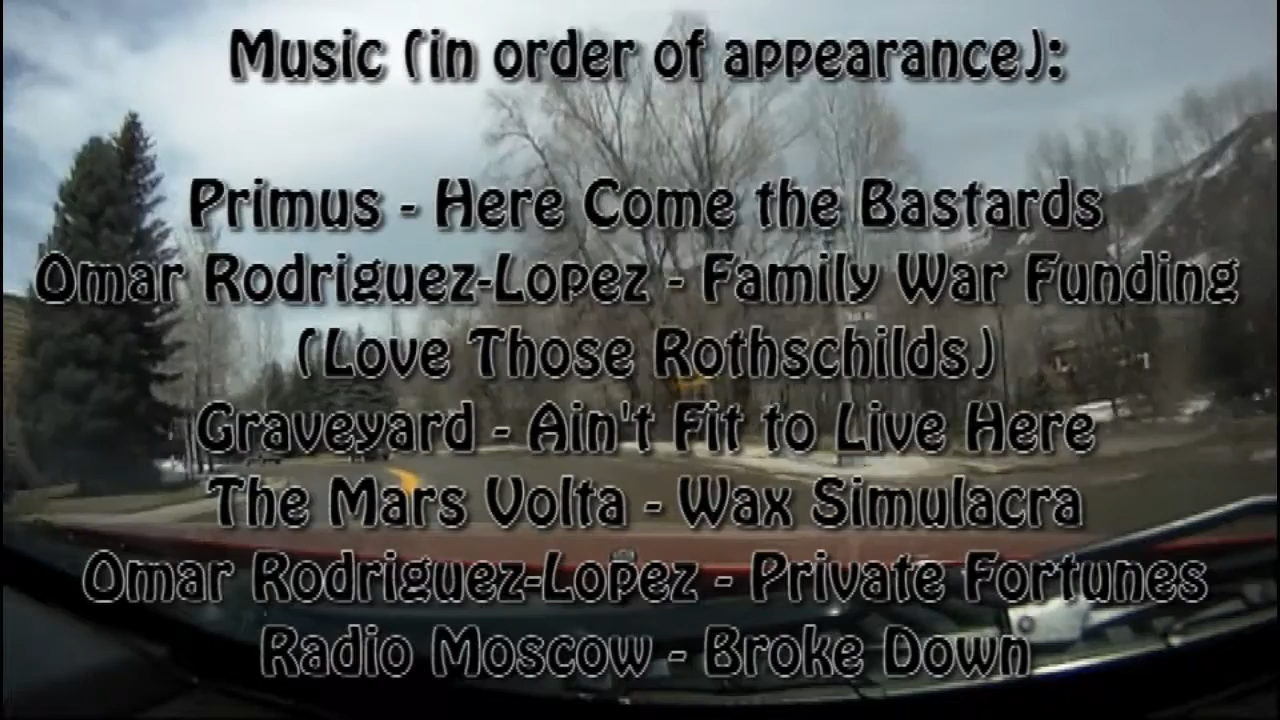 Music (in order of appearance):
Primus - Here Come the Bastards
Omar Rodriguez-Lopez - Family War Funding
(Love Those Rothschilds)
Graveyard - Ain't Fit to Live Here
The Mars Volta - Wax Simulacra
Omar Rodriguez-Lopez - Private Fortunes
Radio Moscow - Broke Down